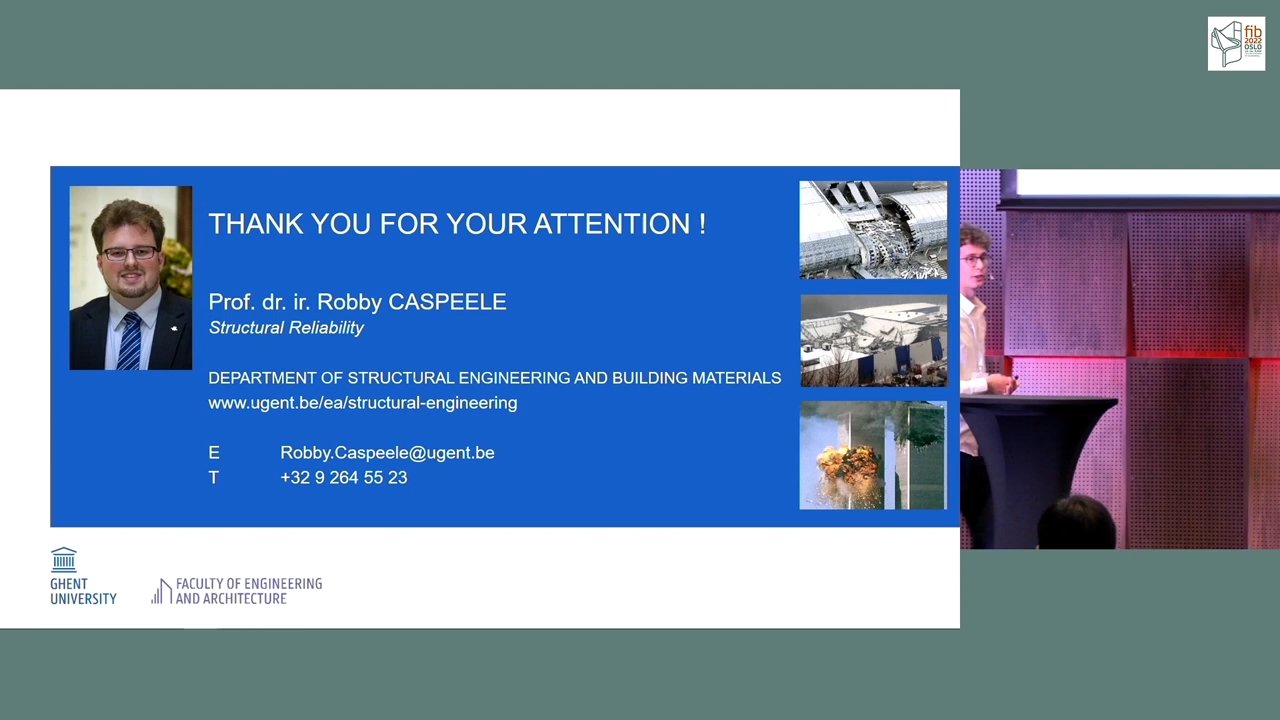 fib
2022
OSLO
THANK YOU FOR YOUR ATTENTION !
Prof. dr. ir. Robby CASPEELE
Structural Reliability
DEPARTMENT OF STRUCTURAL ENGINEERING AND BUILDING MATERIALS
www.ugent.be/ea/structural-engineering
E Robby.Caspeele@ugent.be
T +32 9 264 55 23
GHENT
UNIVERSITY
FACULTY OF ENGINEERING
AND ARCHITECTURE